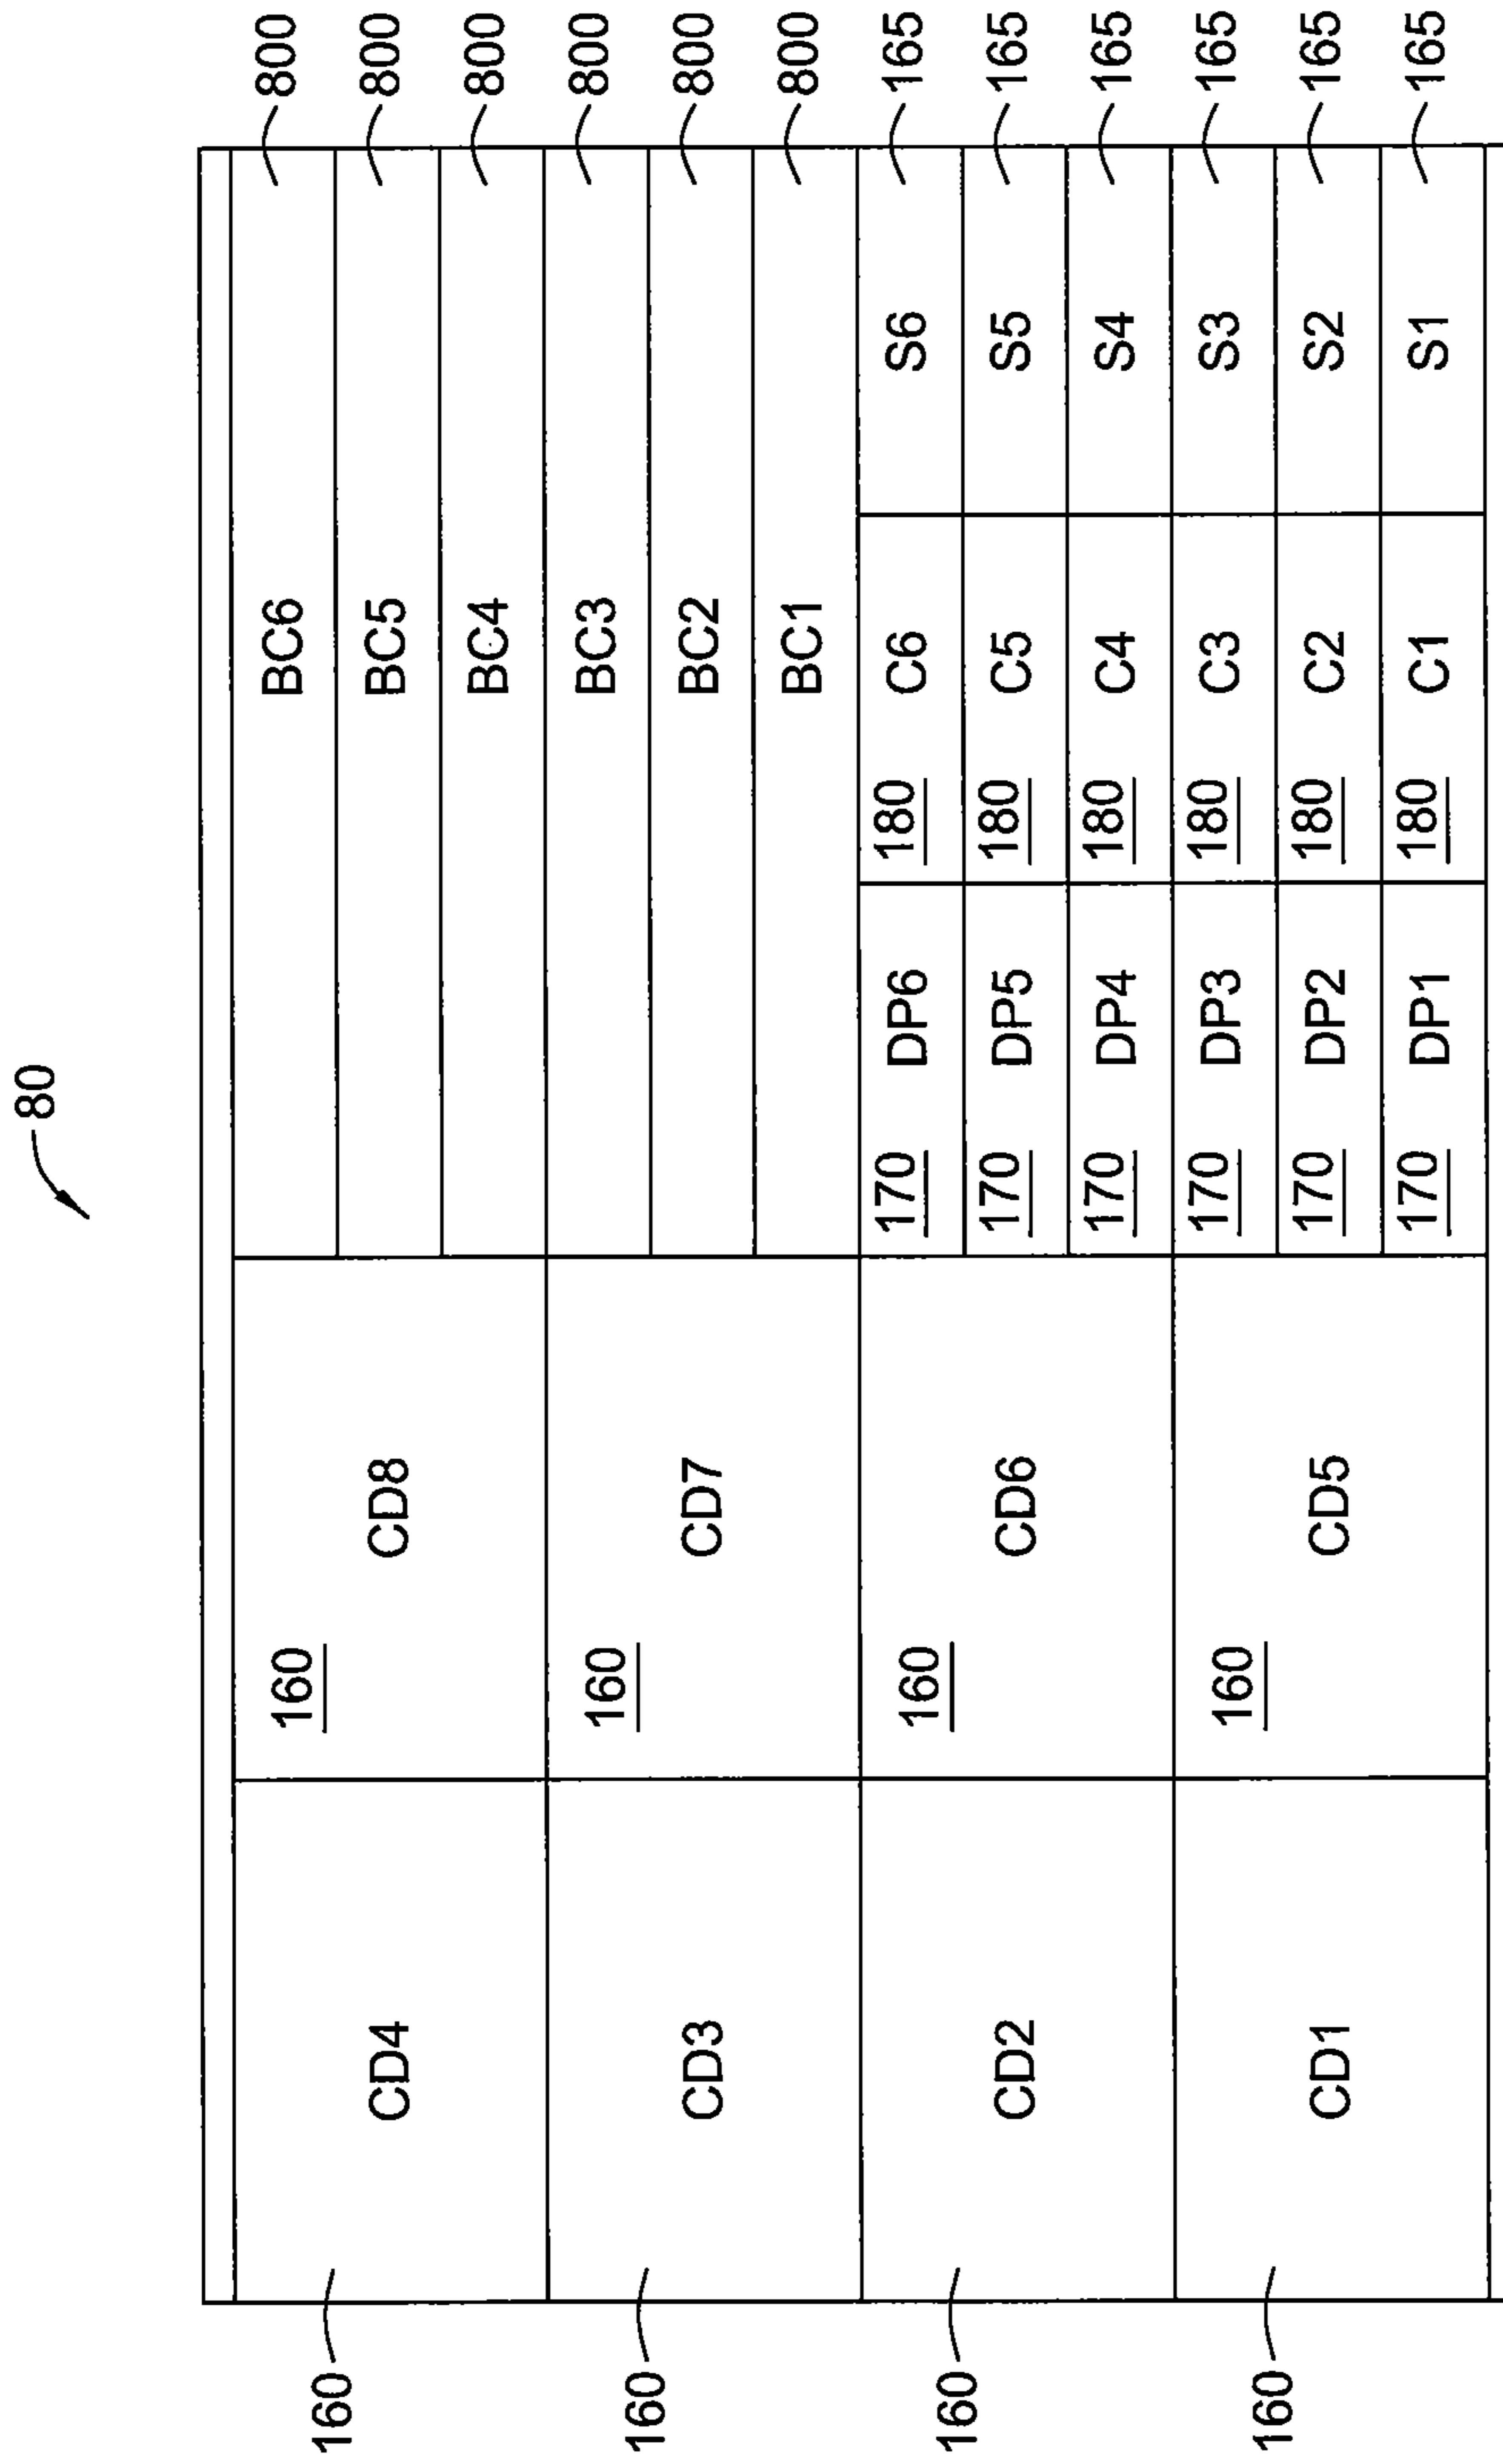 80
160 BC6 800
160
CD4 CD8 BC5 800
BC4 800
160 BC3 800
160
CD3 CD7 BC2 800
BC1 800
160 170 DP6 180 C6 S6 165
160
CD2 CD6 170 DP5 180 C5 S5 165
170 DP4 180 C4 S4 165
160 170 DP3 180 C3 S3 165
160
CD1 CD5 170 DP2 180 C2 S2 165
170 DP1 180 C1 S1 165